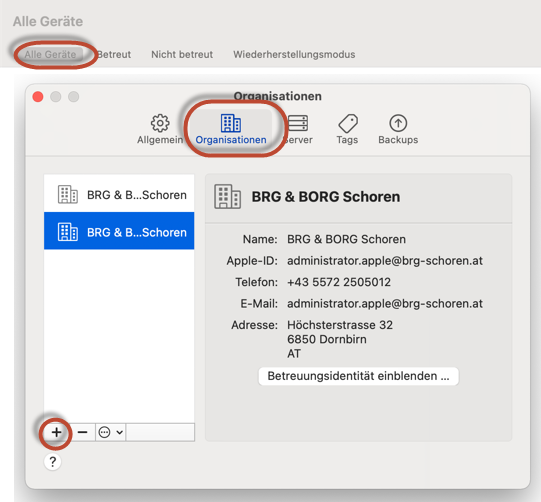 Alle Geräte
Alle Geräte Betreut Nicht betreut Wiederherstellungsmodus
Organisationen
Allgemein Organisationen Server Tags Backups
BRG & B...Schoren
BRG & B...Schoren
BRG & BORG Schoren
Name: BRG & BORG Schoren
Apple-ID: administrator.apple@brg-schoren.at
Telefon: +43 5572 2505012
E-Mail: administrator.apple@brg-schoren.at
Adresse: Höchsterstrasse 32
6850 Dornbirn
AT
Betreuungsidentität einblenden ...
+ −
?